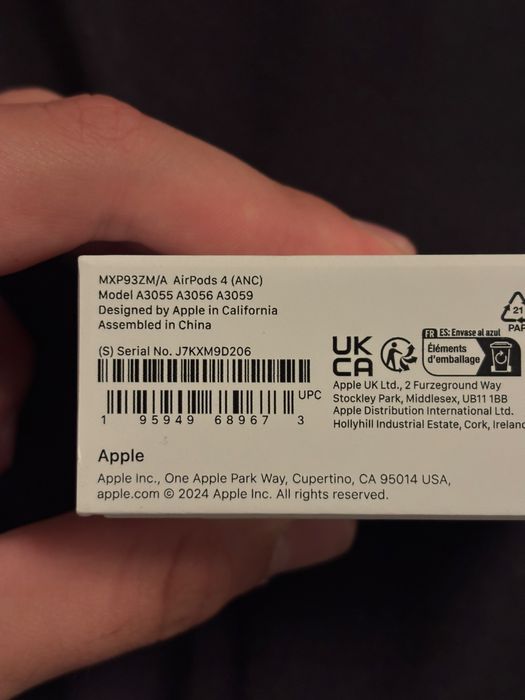 MXP93ZM/A AirPods 4 (ANC)
Model A3055 A3056 A3059
Designed by Apple in California
Assembled in China
(S) Serial No. J7KXM9D206
UPC
1 95949 68967 3
Apple
Apple Inc., One Apple Park Way, Cupertino, CA 95014 USA,
apple.com © 2024 Apple Inc. All rights reserved.
UK
CA
FR ES: Envase al azul
Éléments
d'emballage
Apple UK Ltd., 2 Furzeground Way
Stockley Park, Middlesex, UB11 1BB
Apple Distribution International Ltd.
Hollyhill Industrial Estate, Cork, Ireland
21
PAP